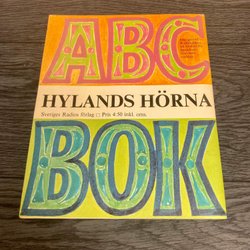 ABC
HYLANDS HÖRNA
Sveriges Radios förlag □ Pris 4:50 inkl. oms.
BOK